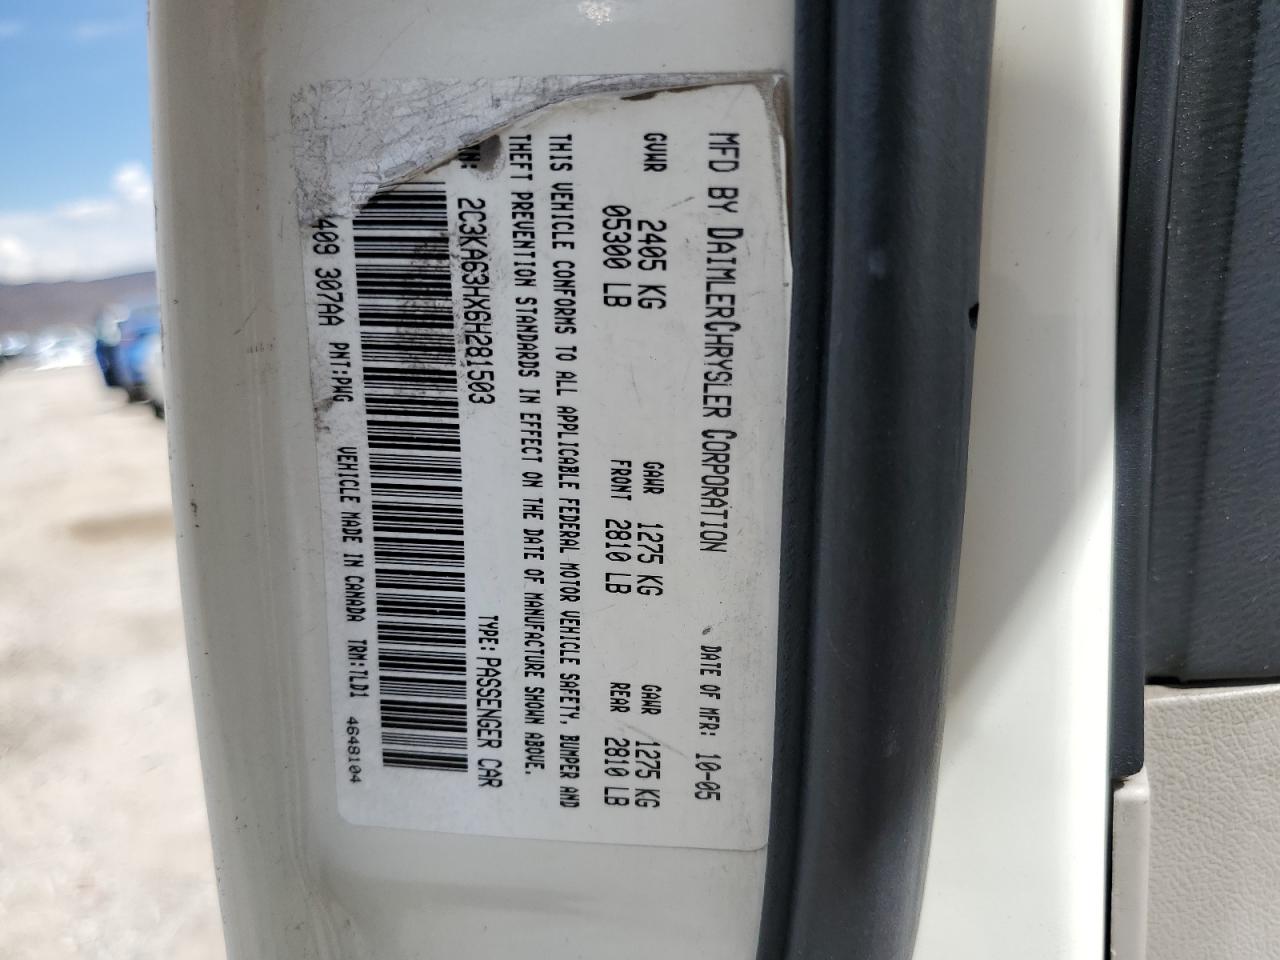 MFD BY DAIMLERCHRYSLER CORPORATION DATE OF MFR: 10-05
GVWR 2405 KG GAWR 1275 KG GAWR 1275 KG
05300 LB FRONT 2810 LB REAR 2810 LB
THIS VEHICLE CONFORMS TO ALL APPLICABLE FEDERAL MOTOR VEHICLE SAFETY, BUMPER AND
THEFT PREVENTION STANDARDS IN EFFECT ON THE DATE OF MANUFACTURE SHOWN ABOVE.
2C3KA63HX6H281503 TYPE: PASSENGER CAR
409 307AA PNT:PWG VEHICLE MADE IN CANADA TRM:TLD1 4648104